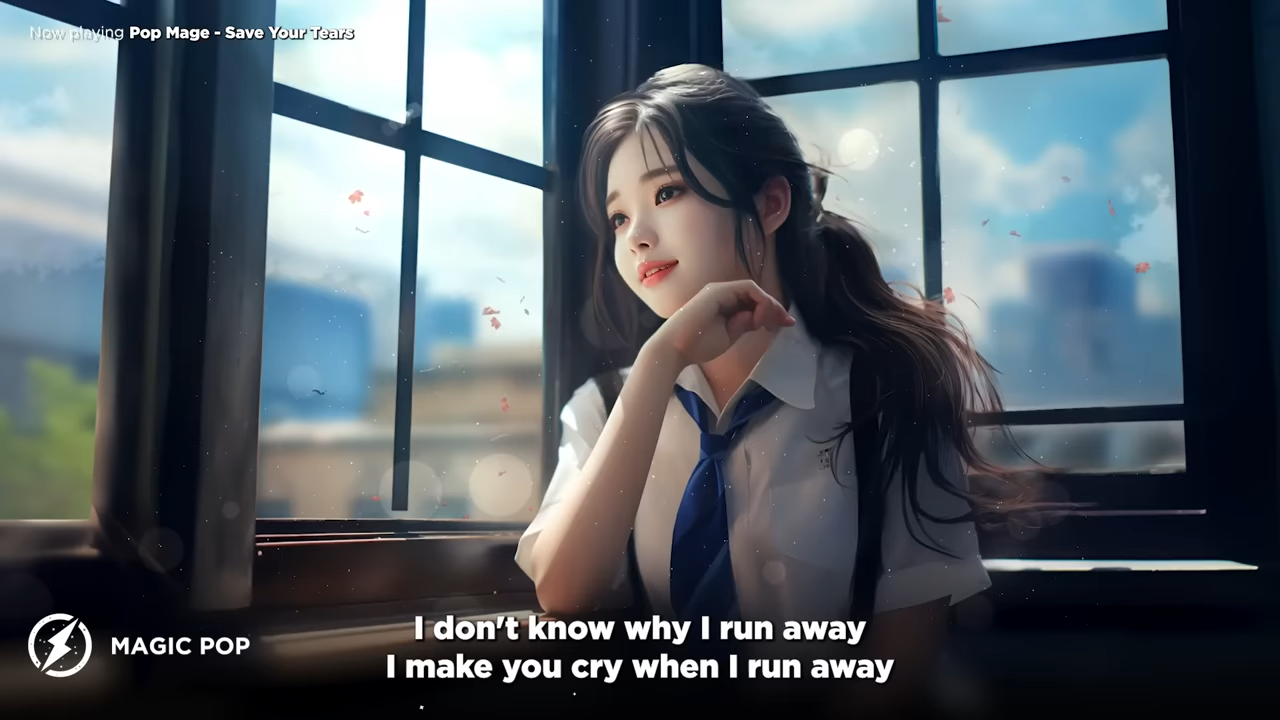 Now playing Pop Mage - Save Your Tears
I don't know why I run away
I make you cry when I run away
MAGIC POP